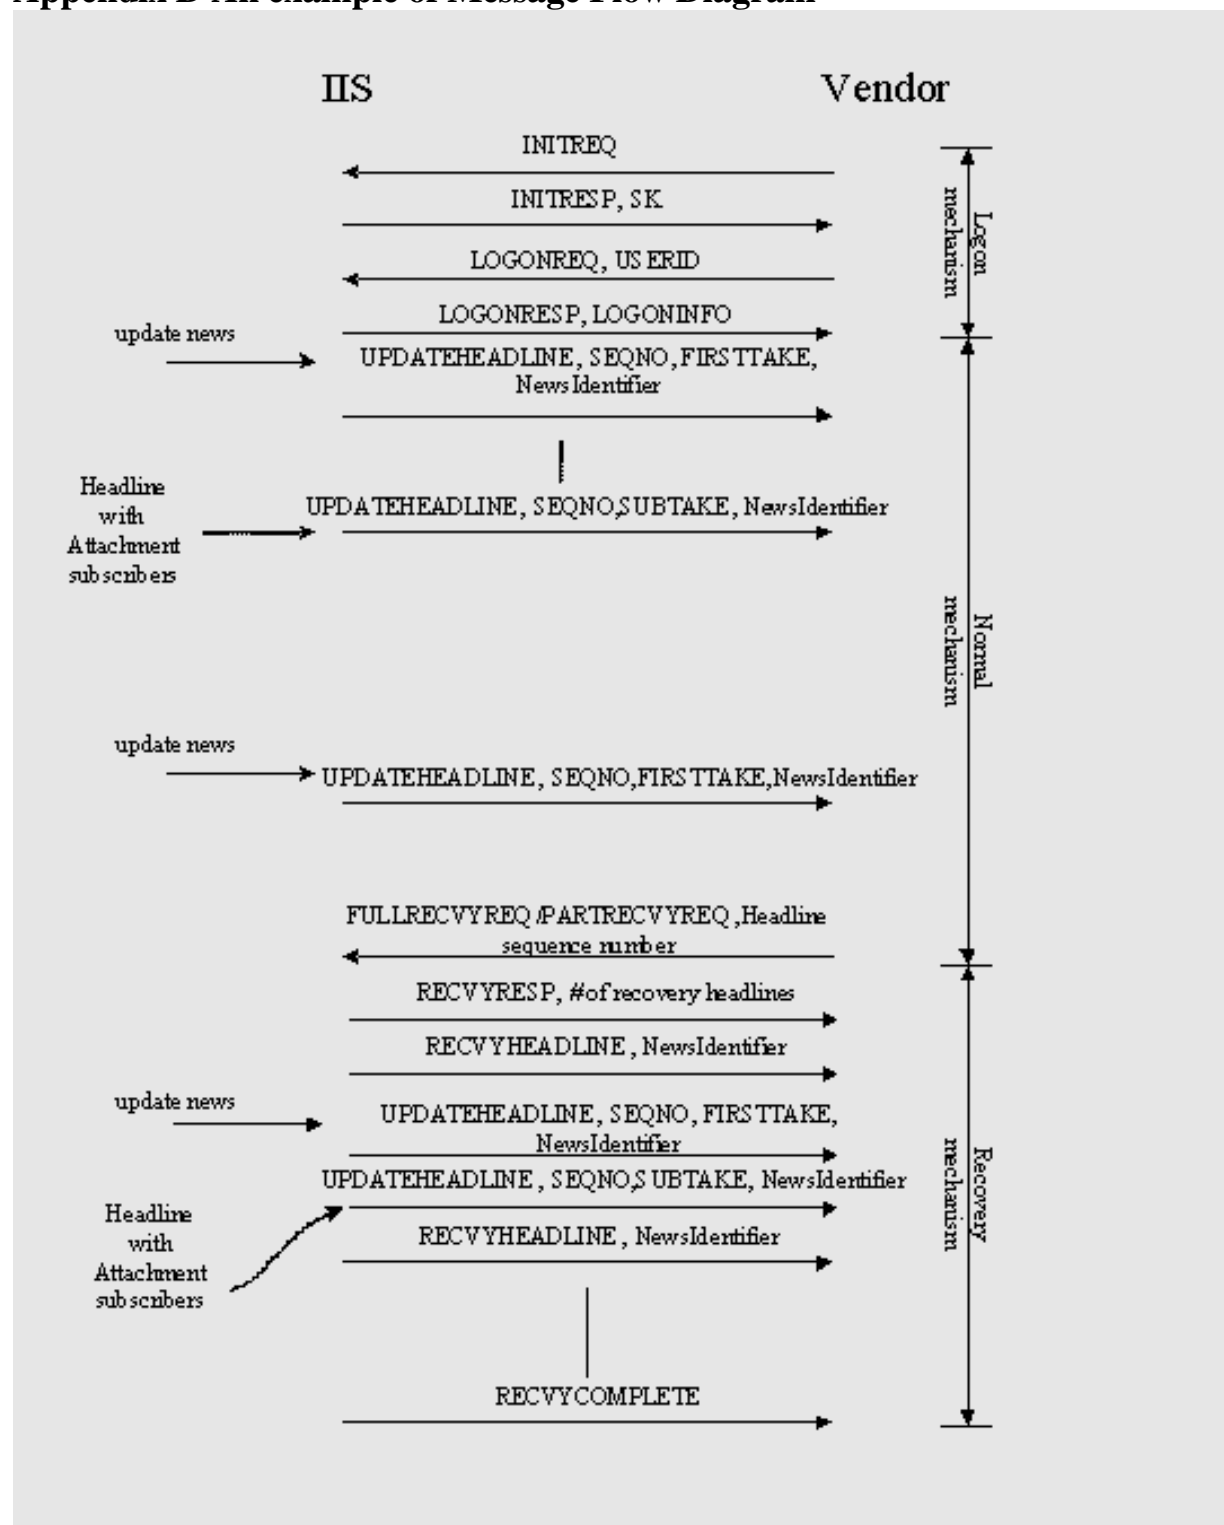 Appendix B An example of Message Flow Diagram
IIS
Vendor
INITREQ
INITRESP, SK
LOGONREQ, USERID
Logon
mechanism
LOGONRESP, LOGONINFO
update news
UPDATEHEADLINE, SEQNO, FIRSTTAKE,
NewsIdentifier
Headline
with
Attachment
subscribers
UPDATEHEADLINE, SEQNO,SUBTAKE, NewsIdentifier
Normal
mechanism
update news
UPDATEHEADLINE, SEQNO,FIRSTTAKE,NewsIdentifier
FULLRECVYREQ/PARTRECVYREQ,Headline
sequence number
RECVYRESP, #of recovery headlines
RECVYHEADLINE, NewsIdentifier
update news
UPDATEHEADLINE, SEQNO, FIRSTTAKE,
NewsIdentifier
UPDATEHEADLINE, SEQNO,SUBTAKE, NewsIdentifier
Recovery
mechanism
Headline
with
Attachment
subscribers
RECVYHEADLINE, NewsIdentifier
RECVYCOMPLETE